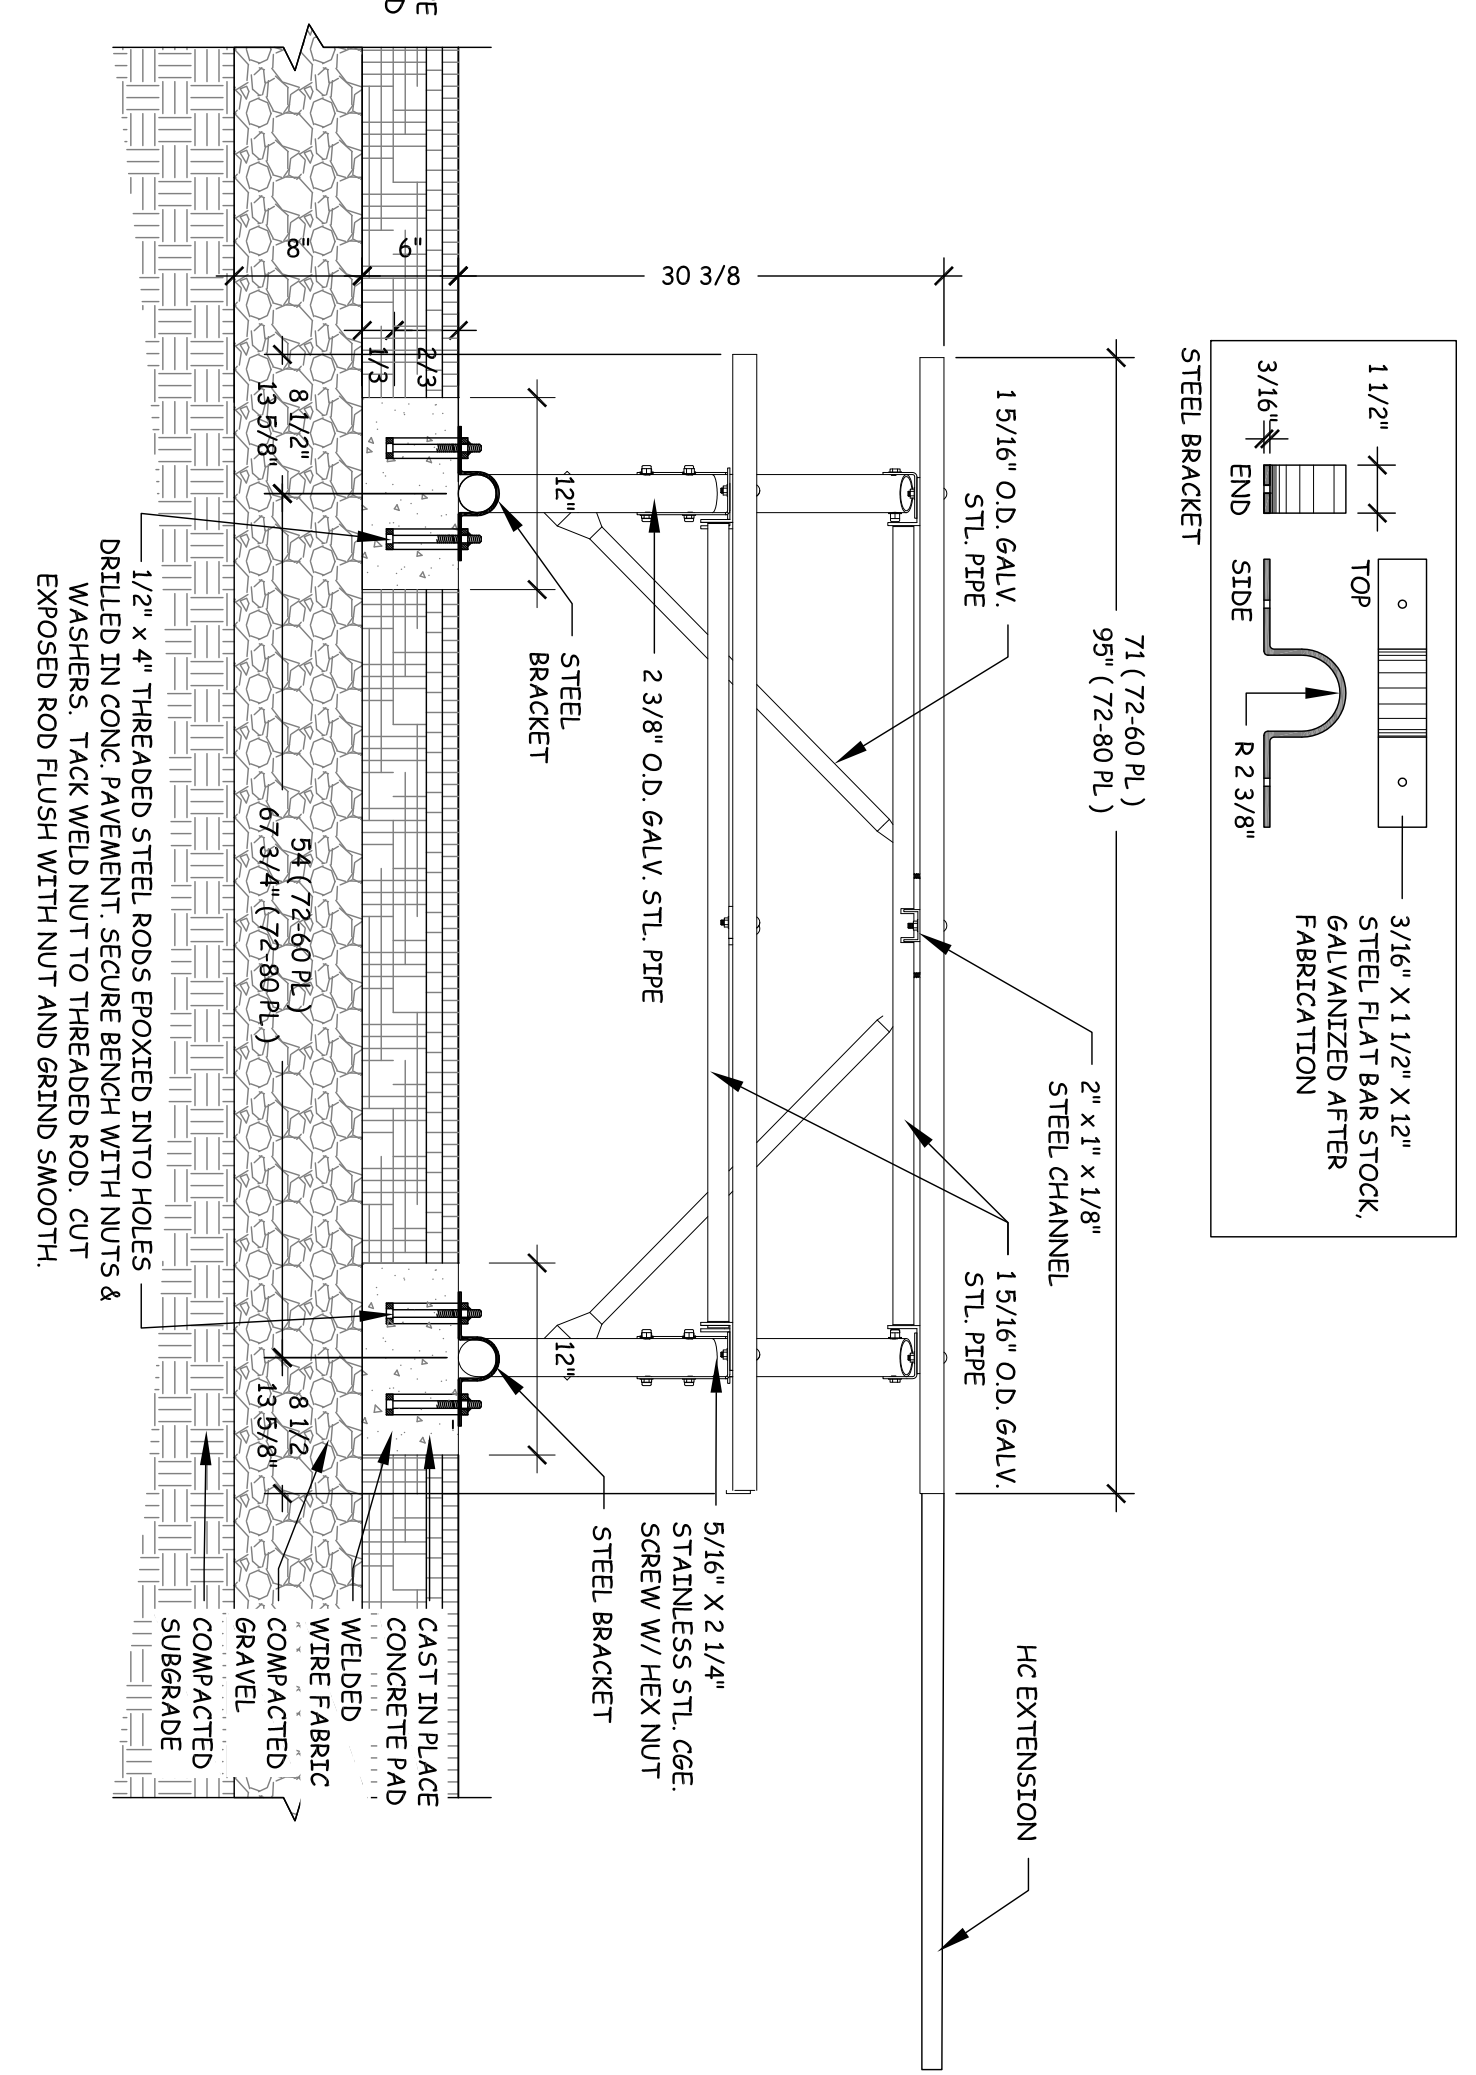 1 1/2"
3/16"
END
TOP
SIDE
R 2 3/8"
3/16" X 1 1/2" X 12"
STEEL FLAT BAR STOCK,
GALVANIZED AFTER
FABRICATION
STEEL BRACKET
71 ( 72-60 PL )
95" ( 72-80 PL )
30 3/8
1 5/16" O.D. GALV.
STL. PIPE
2" x 1" x 1/8"
STEEL CHANNEL
1 5/16" O.D. GALV.
STL. PIPE
HC EXTENSION
2 3/8" O.D. GALV. STL. PIPE
5/16" X 2 1/4"
STAINLESS STL. CGE.
SCREW W/ HEX NUT
STEEL
BRACKET
STEEL BRACKET
12"
12"
6"
2/3
1/3
8"
8 1/2"
13 5/8"
54 ( 72-60 PL )
67 3/4" ( 72-80 PL )
8 1/2
13 5/8"
CAST IN PLACE
CONCRETE PAD
WELDED
WIRE FABRIC
COMPACTED
GRAVEL
COMPACTED
SUBGRADE
1/2" x 4" THREADED STEEL RODS EPOXIED INTO HOLES
DRILLED IN CONC. PAVEMENT. SECURE BENCH WITH NUTS &
WASHERS. TACK WELD NUT TO THREADED ROD. CUT
EXPOSED ROD FLUSH WITH NUT AND GRIND SMOOTH.